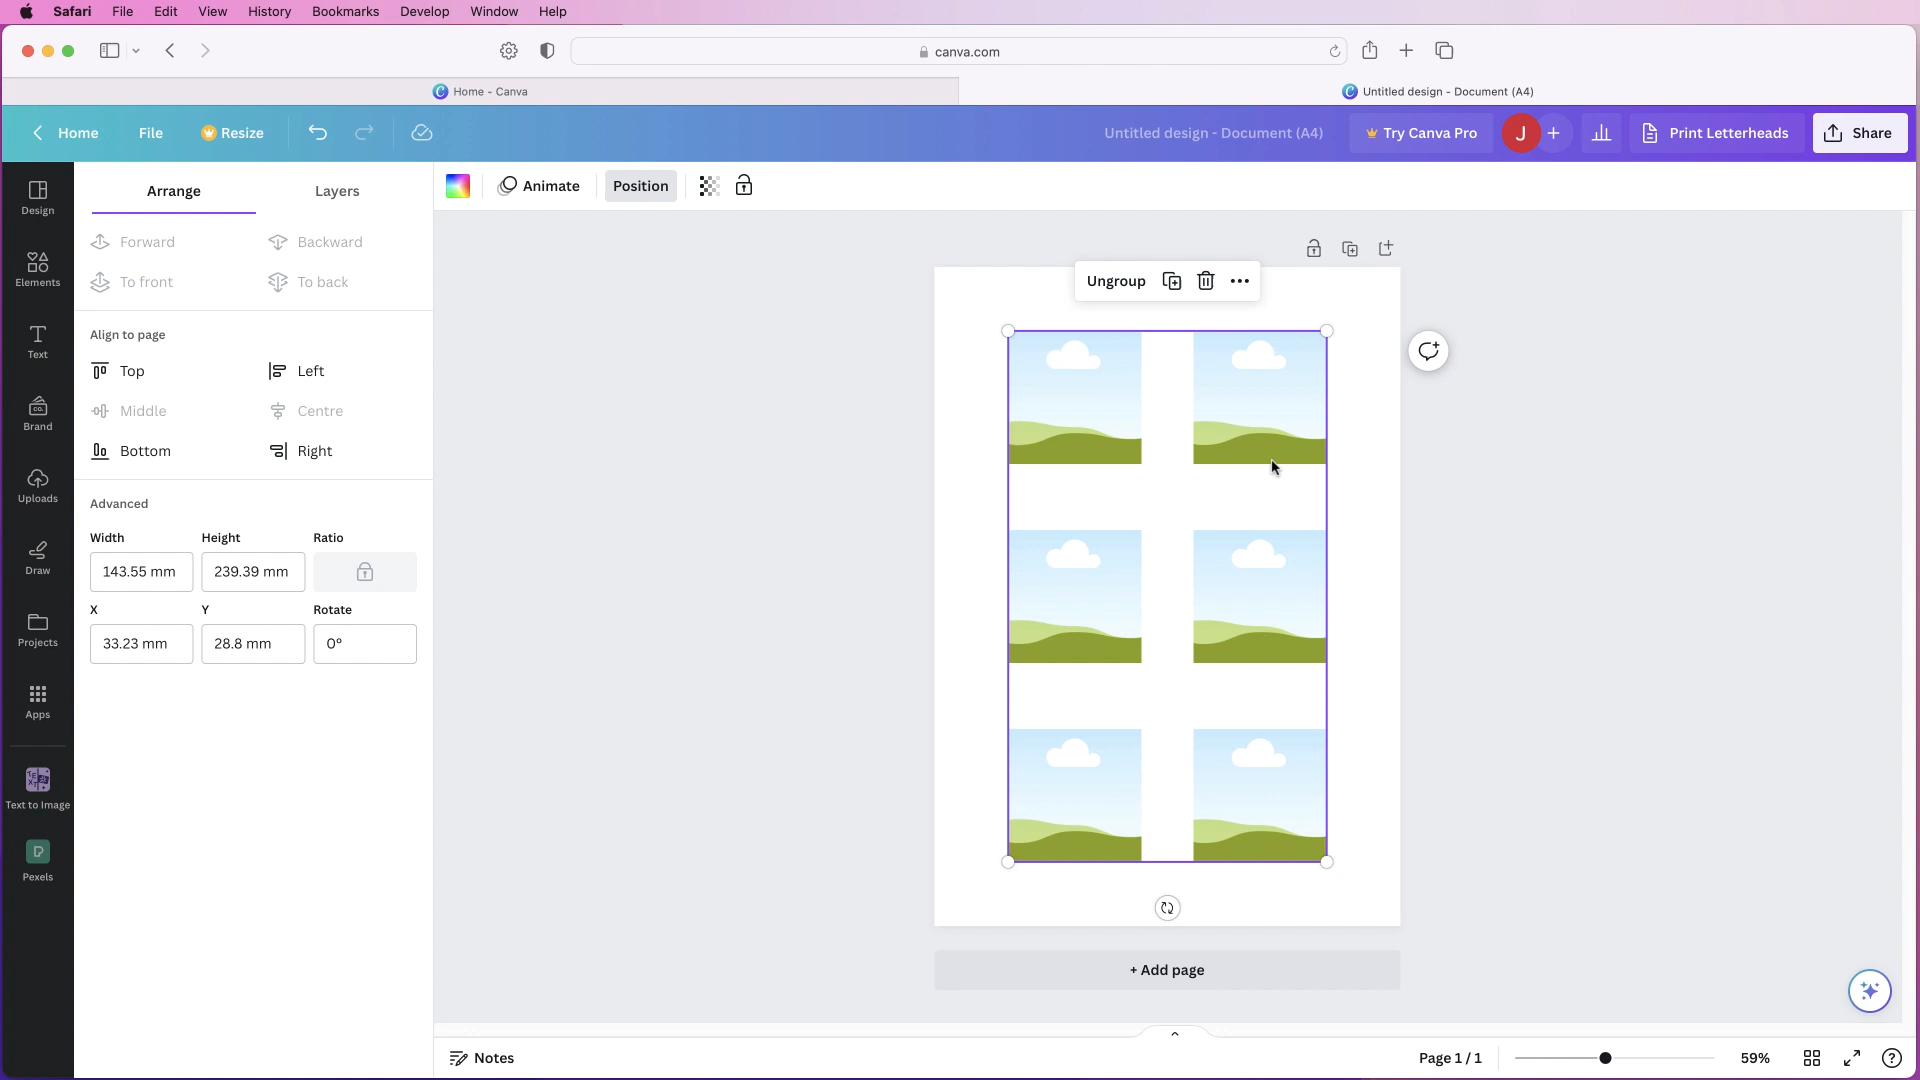 Safari File Edit View History Bookmarks Develop Window Help
canva.com
Home - Canva
Untitled design - Document (A4)
Home File Resize
Untitled design - Document (A4)
Try Canva Pro
J
Print Letterheads
Share
Design
Elements
Text
CO.
Brand
Uploads
Draw
Projects
Apps
Text to Image
Pexels
Arrange Layers
Forward Backward
To front To back
Align to page
Top Left
Middle Centre
Bottom Right
Advanced
Width Height Ratio
143.55 mm 239.39 mm
X Y Rotate
33.23 mm 28.8 mm 0°
Animate Position
Ungroup
+ Add page
Notes
Page 1 / 1
59%